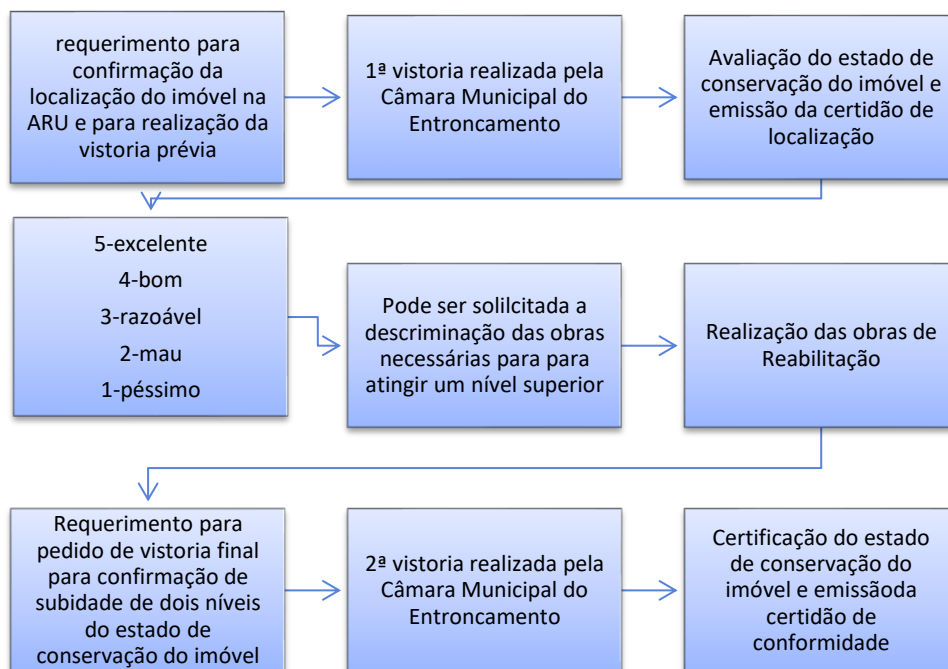 requerimento para
confirmação da
localização do imóvel na
ARU e para realização da
vistoria prévia
1ª vistoria realizada pela
Câmara Municipal do
Entroncamento
Avaliação do estado de
conservação do imóvel e
emissão da certidão de
localização
5-excelente
4-bom
3-razoável
2-mau
1-péssimo
Pode ser solilcitada a
descriminação das obras
necessárias para para
atingir um nível superior
Realização das obras de
Reabilitação
Requerimento para
pedido de vistoria final
para confirmação de
subidade de dois níveis
do estado de
conservação do imóvel
2ª vistoria realizada pela
Câmara Municipal do
Entroncamento
Certificação do estado
de conservação do
imóvel e emissãoda
certidão de
conformidade